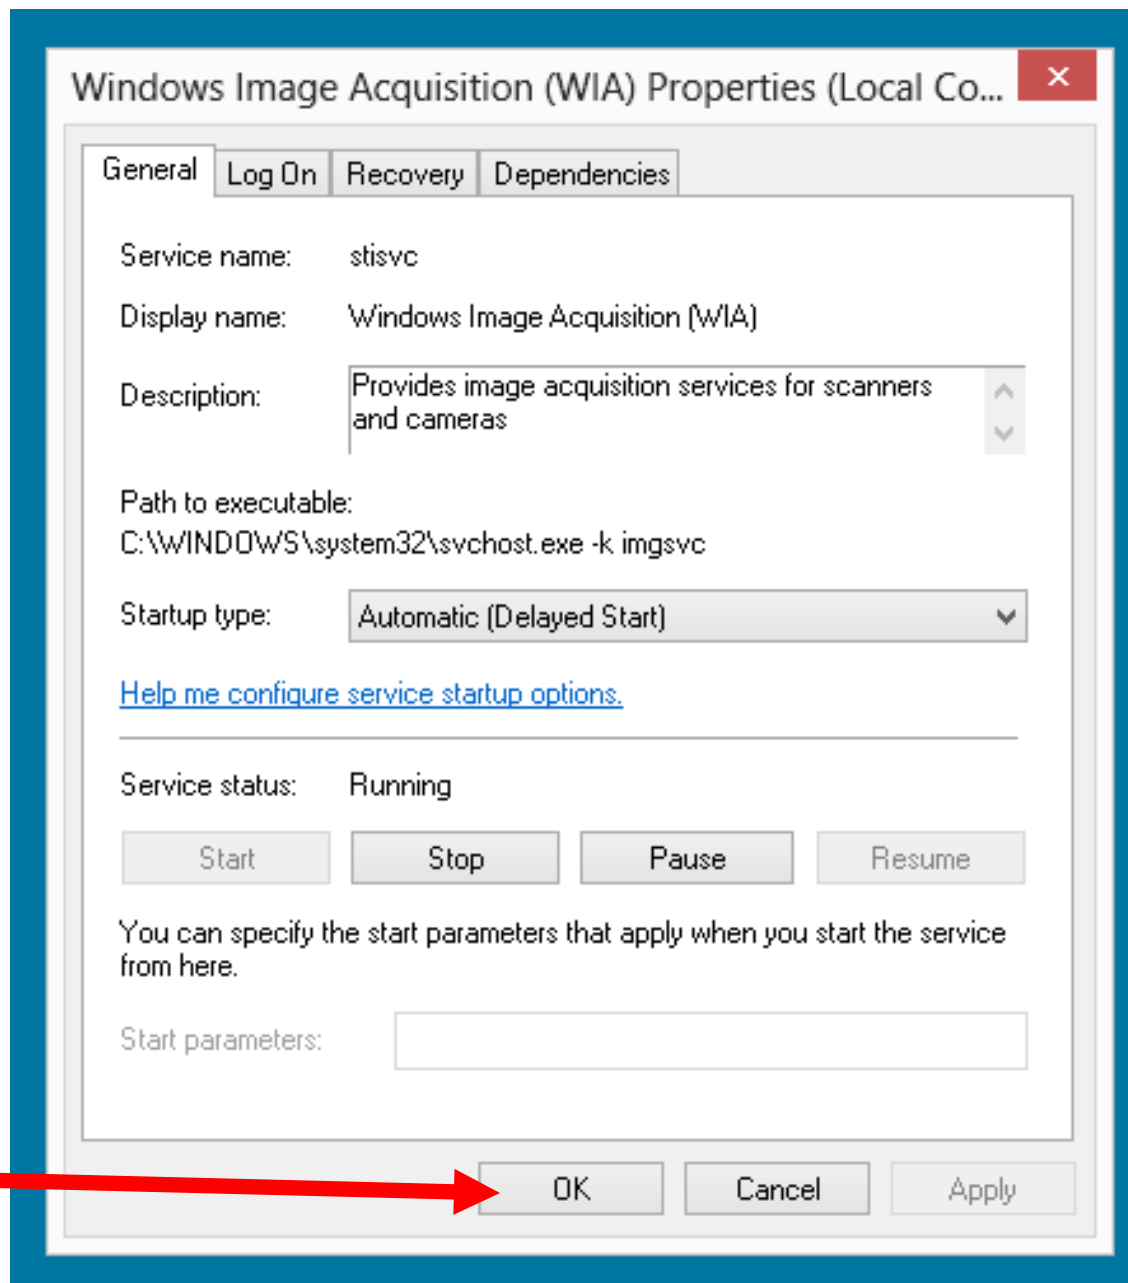 Windows Image Acquisition (WIA) Properties (Local Co...
General Log On Recovery Dependencies
Service name: stisvc
Display name: Windows Image Acquisition (WIA)
Description: Provides image acquisition services for scanners
and cameras
Path to executable:
C:\WINDOWS\system32\svchost.exe -k imgsvc
Startup type: Automatic (Delayed Start)
Help me configure service startup options.
Service status: Running
Start Stop Pause Resume
You can specify the start parameters that apply when you start the service
from here.
Start parameters:
OK Cancel Apply